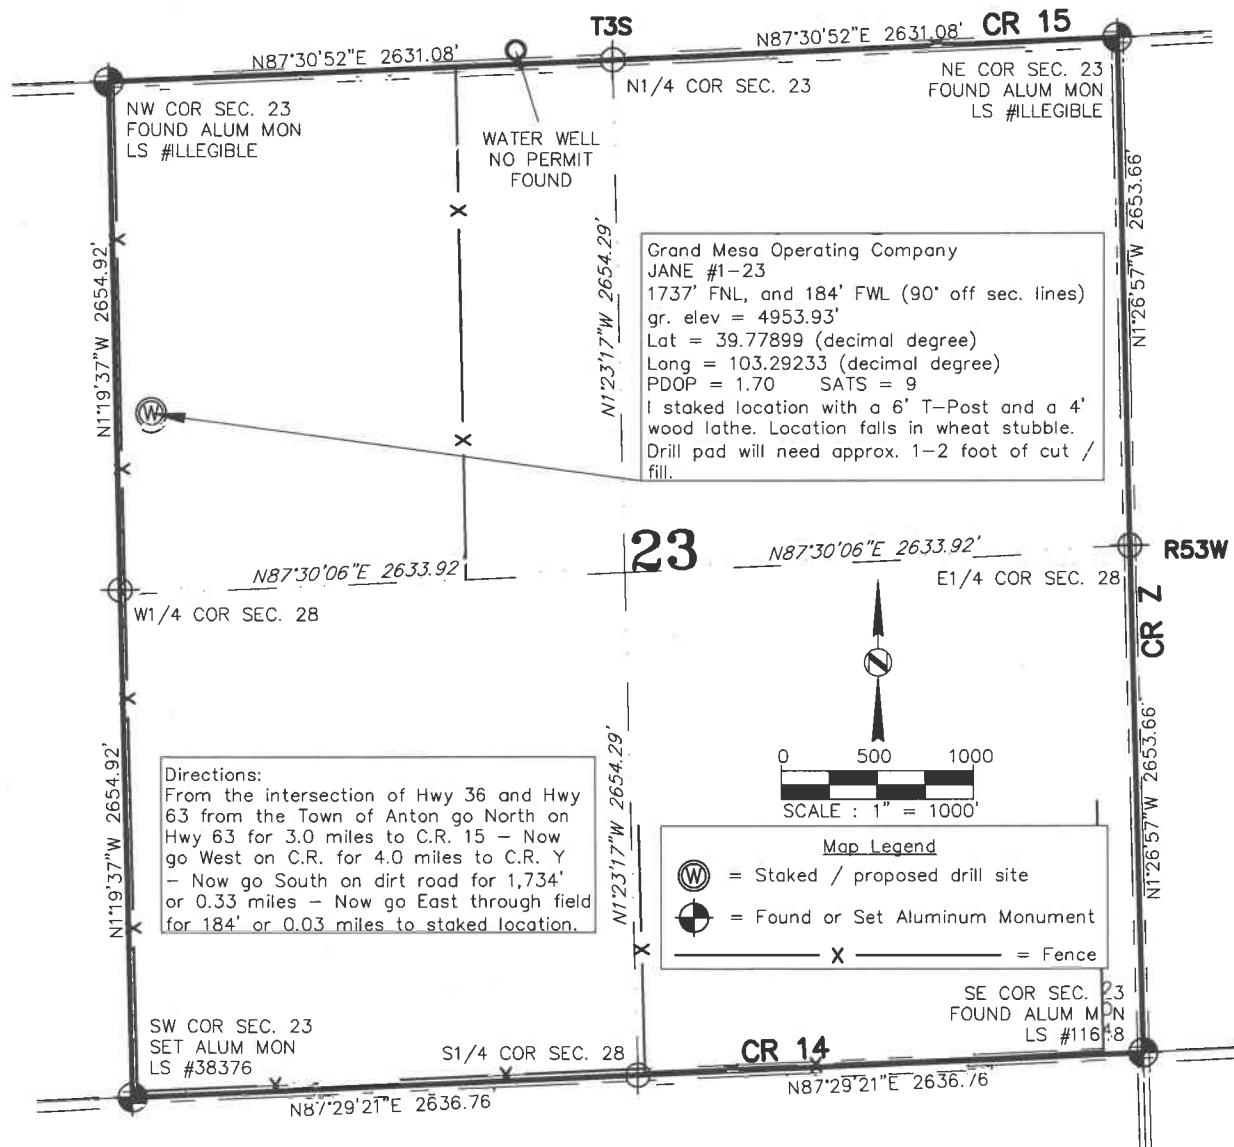 T3S
CR 15
N87°30'52"E 2631.08'
N87°30'52"E 2631.08'
NW COR SEC. 23
FOUND ALUM MON
LS #ILLEGIBLE
WATER WELL
NO PERMIT
FOUND
N1/4 COR SEC. 23
NE COR SEC. 23
FOUND ALUM MON
LS #ILLEGIBLE
N1°19'37"W 2654.92'
N1°23'17"W 2654.29'
N1°26'57"W 2653.66'
Grand Mesa Operating Company
JANE #1-23
1737' FNL, and 184' FWL (90° off sec. lines)
gr. elev = 4953.93'
Lat = 39.77899 (decimal degree)
Long = 103.29233 (decimal degree)
PDOP = 1.70 SATS = 9
I staked location with a 6' T-Post and a 4'
wood lathe. Location falls in wheat stubble.
Drill pad will need approx. 1-2 foot of cut /
fill.
W
X
X
X
X
23
N87°30'06"E 2633.92
N87°30'06"E 2633.92'
R53W
W1/4 COR SEC. 28
E1/4 COR SEC. 28
CR Z
N
0 500 1000
SCALE : 1" = 1000'
Directions:
From the intersection of Hwy 36 and Hwy
63 from the Town of Anton go North on
Hwy 63 for 3.0 miles to C.R. 15 - Now
go West on C.R. for 4.0 miles to C.R. Y
- Now go South on dirt road for 1,734'
or 0.33 miles - Now go East through field
for 184' or 0.03 miles to staked location.
N1°19'37"W 2654.92'
N1°23'17"W 2654.29'
N1°26'57"W 2653.66'
Map Legend
W = Staked / proposed drill site
= Found or Set Aluminum Monument
X = Fence
X
X
X
SW COR SEC. 23
SET ALUM MON
LS #38376
S1/4 COR SEC. 28
CR 14
SE COR SEC. 23
FOUND ALUM MON
LS
X
X
X
N87°29'21"E 2636.76
N87°29'21"E 2636.76